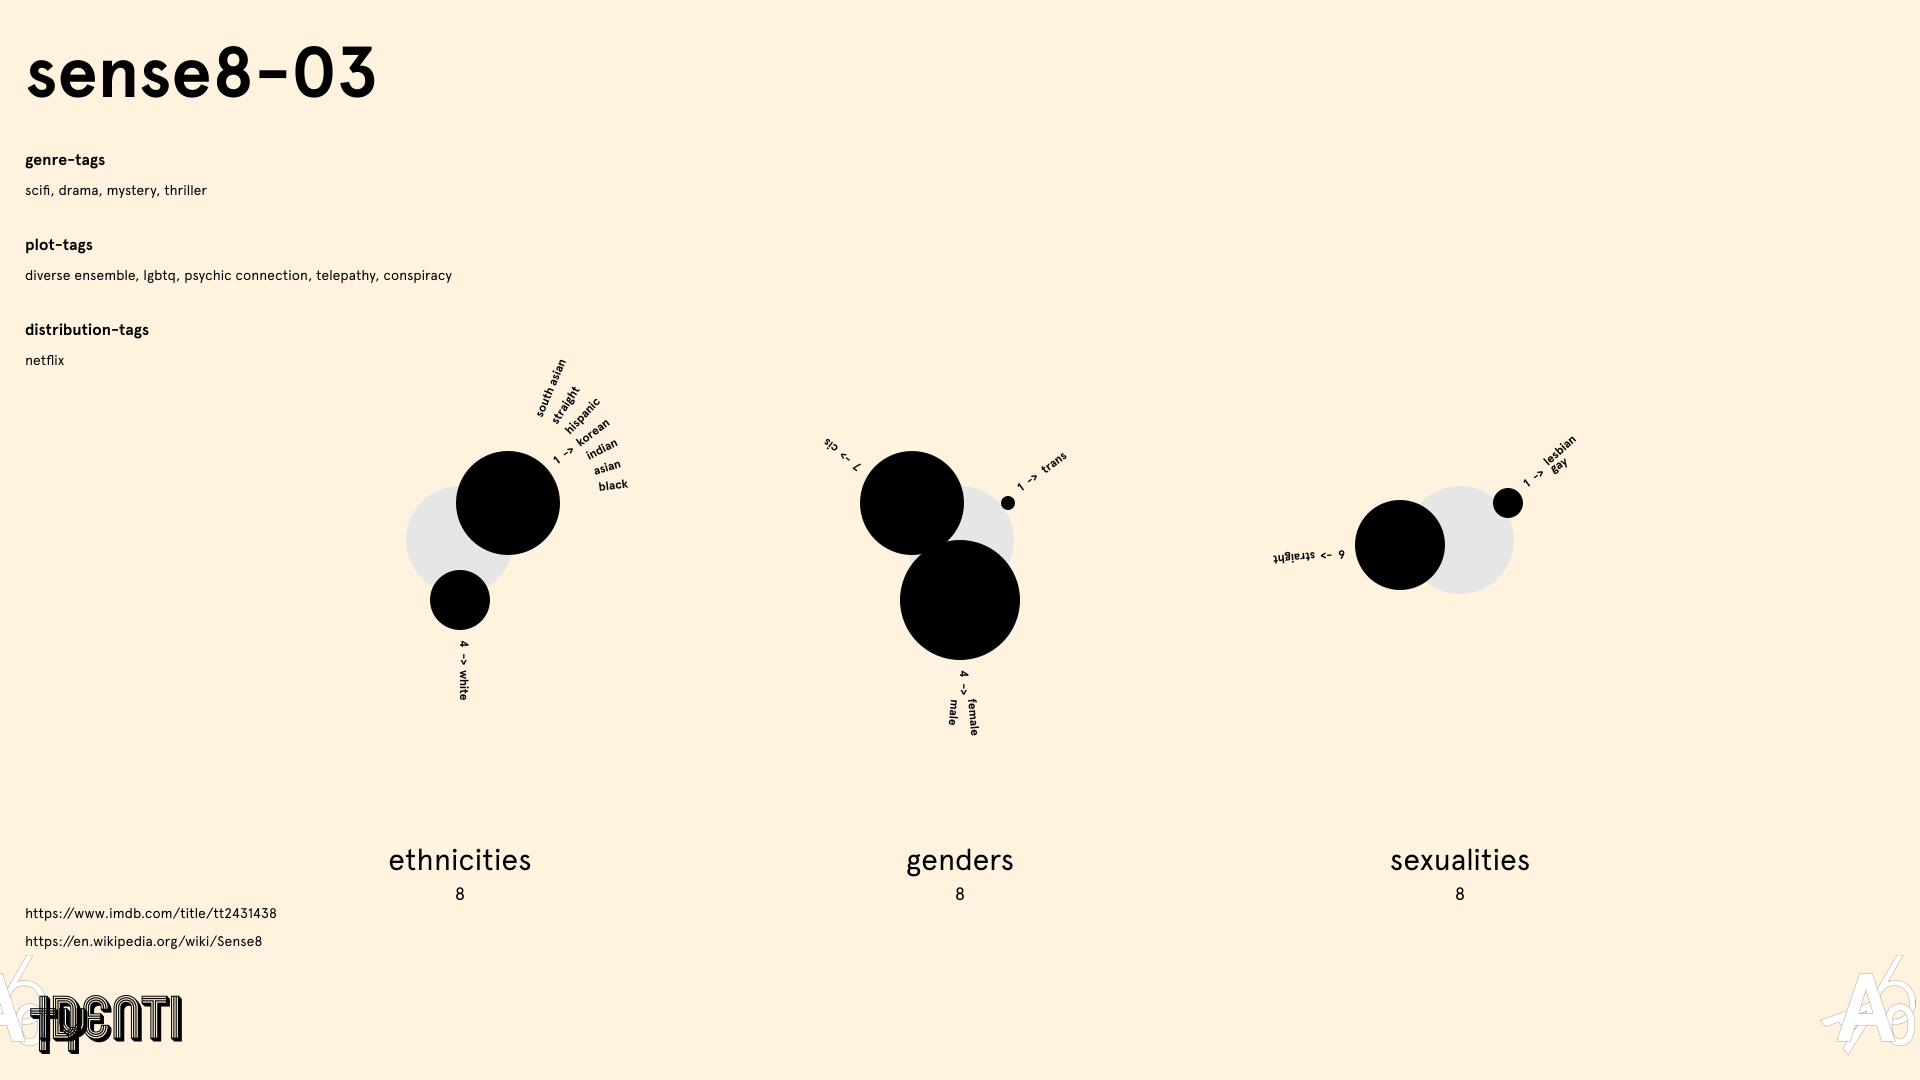 sense8-03
genre-tags
scifi, drama, mystery, thriller
plot-tags
diverse ensemble, lgbtq, psychic connection, telepathy, conspiracy
distribution-tags
netflix
1 -> 
south asian
straight
hispanic
korean
indian
asian
black
4 -> white
ethnicities
8
7 -> cis
1 -> trans
4 -> 
female
male
genders
8
6 -> straight
1 -> 
lesbian
gay
sexualities
8
https://www.imdb.com/title/tt2431438
https://en.wikipedia.org/wiki/Sense8
IDENTI